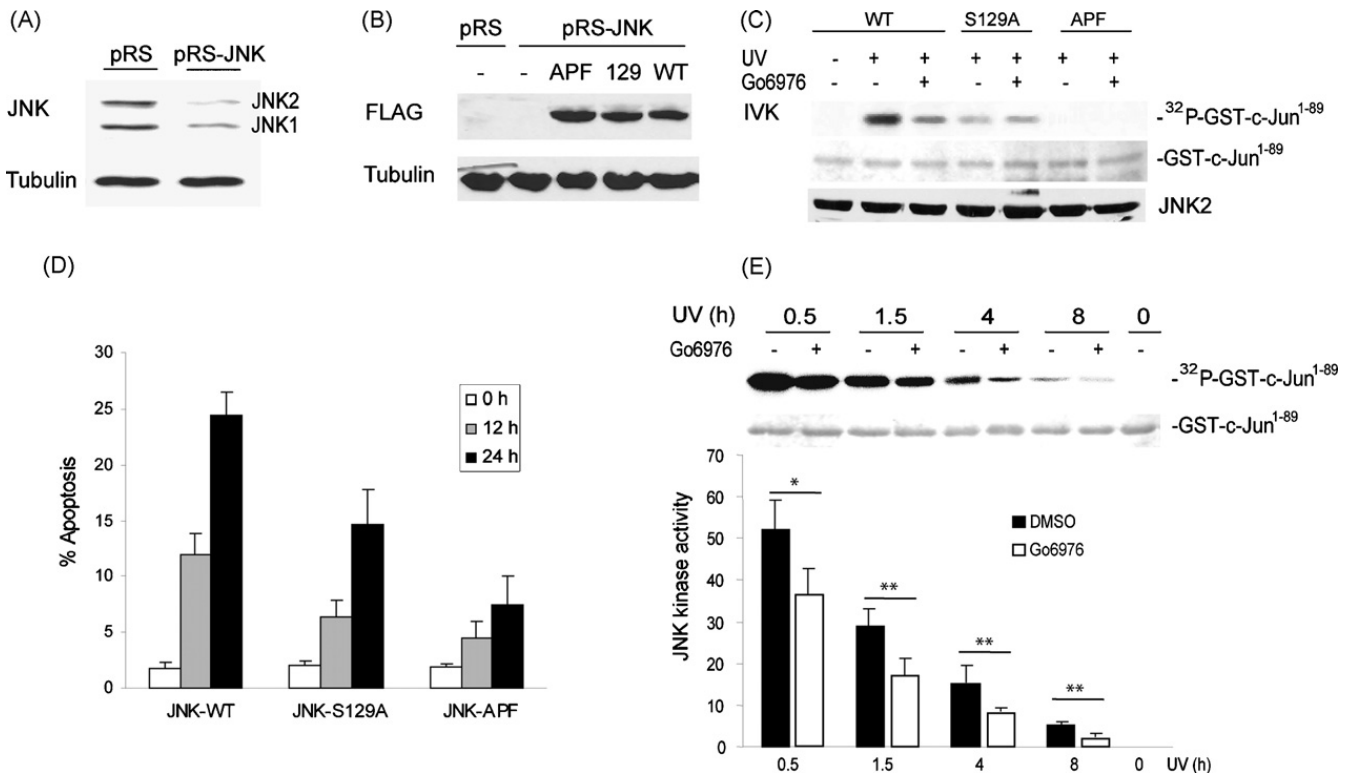 (A)
pRS pRS-JNK
JNK
JNK2
JNK1
Tubulin
(B)
pRS pRS-JNK
- - APF 129 WT
FLAG
Tubulin
(C)
WT S129A APF
UV - + + + + + +
Go6976 + + +
IVK
-³²P-GST-c-Jun¹⁻⁸⁹
-GST-c-Jun¹⁻⁸⁹
JNK2
(D)
% Apoptosis
30
25
20
15
10
5
0
0 h
12 h
24 h
JNK-WT JNK-S129A JNK-APF
(E)
UV (h) 0.5 1.5 4 8 0
Go6976 - + - + - + - + -
-³²P-GST-c-Jun¹⁻⁸⁹
-GST-c-Jun¹⁻⁸⁹
JNK kinase activity
70
60
50
40
30
20
10
0
* ** ** **
DMSO
Go6976
0.5 1.5 4 8 0 UV (h)